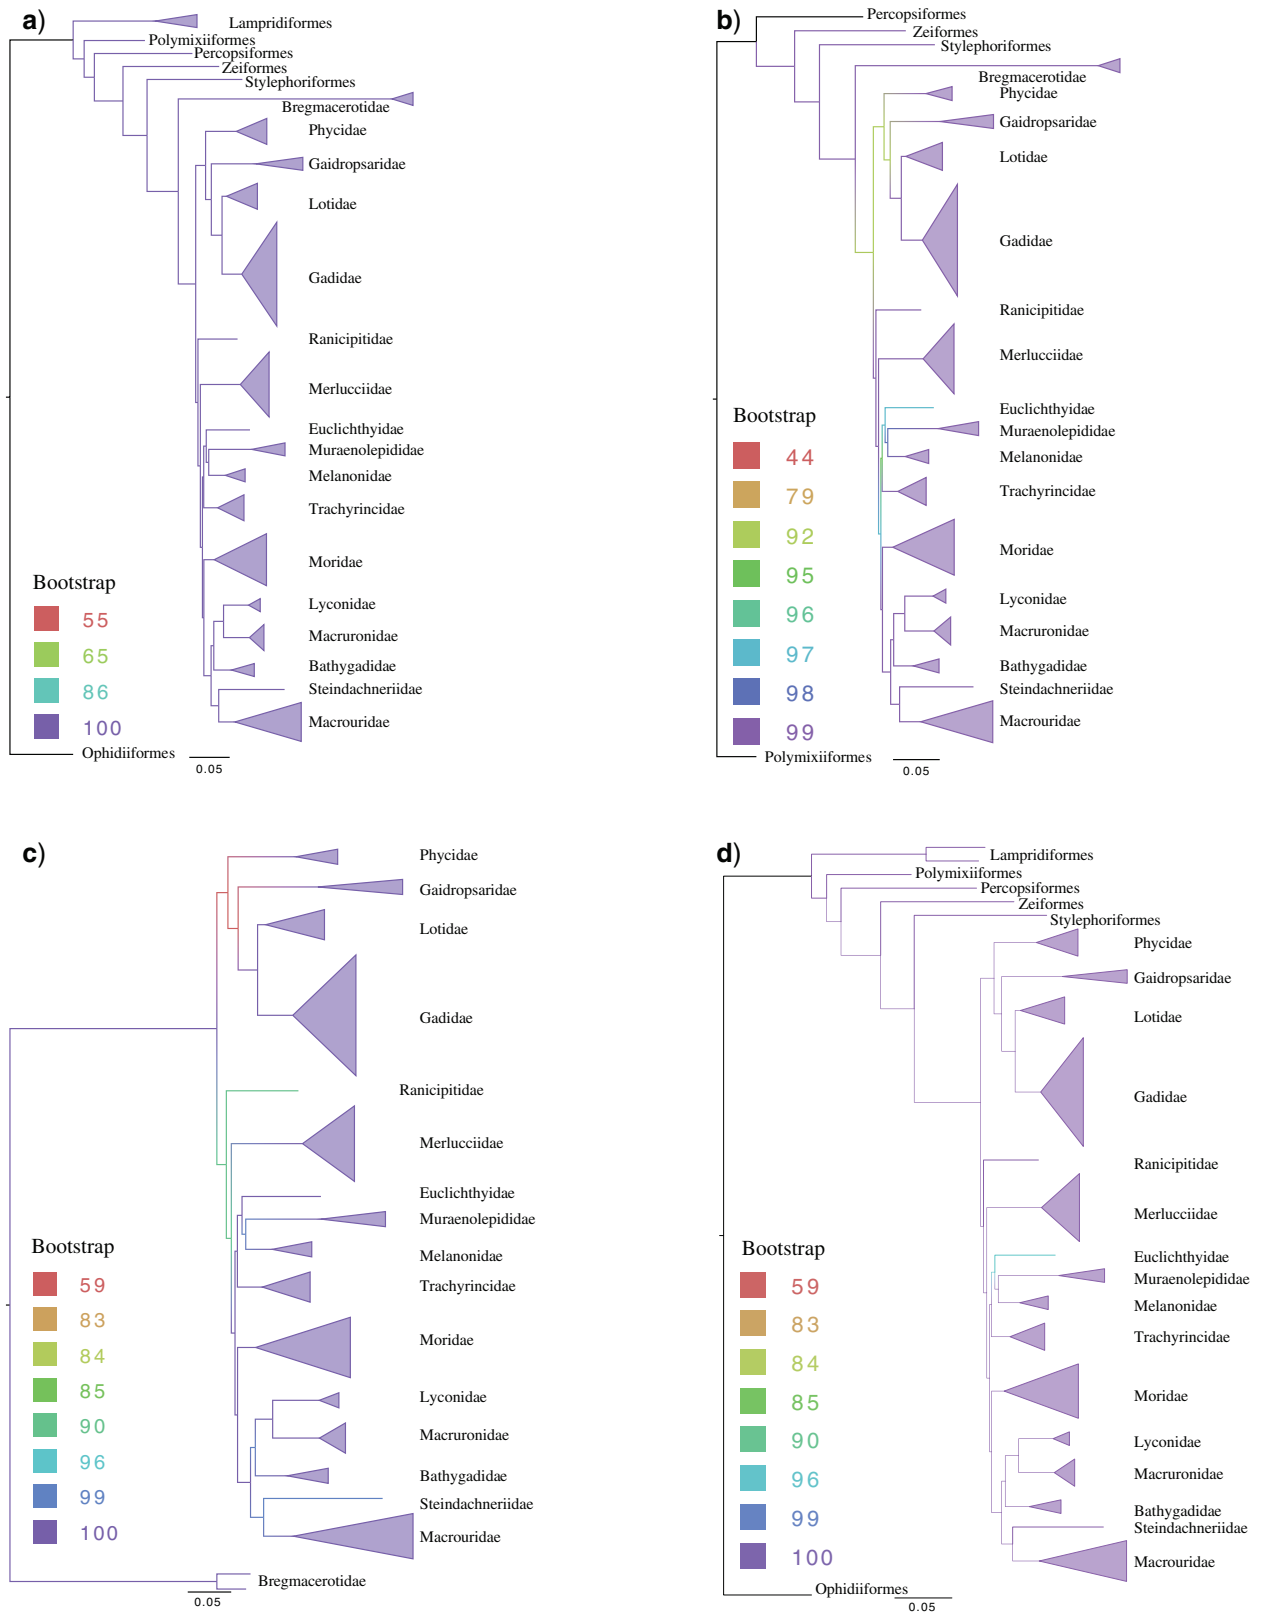 a)
Lampridiformes
Polymixiiformes
Percopsiformes
Zeiformes
Stylephoriformes
Bregmacerotidae
Phycidae
Gaidropsaridae
Lotidae
Gadidae
Ranicipitidae
Merlucciidae
Euclichthyidae
Muraenolepididae
Melanonidae
Trachyrincidae
Moridae
Lyconidae
Macruronidae
Bathygadidae
Steindachneriidae
Macrouridae
Ophidiiformes
0.05
Bootstrap
55
65
86
100
b)
Percopsiformes
Zeiformes
Stylephoriformes
Bregmacerotidae
Phycidae
Gaidropsaridae
Lotidae
Gadidae
Ranicipitidae
Merlucciidae
Euclichthyidae
Muraenolepididae
Melanonidae
Trachyrincidae
Moridae
Lyconidae
Macruronidae
Bathygadidae
Steindachneriidae
Macrouridae
Polymixiiformes
0.05
Bootstrap
44
79
92
95
96
97
98
99
c)
Phycidae
Gaidropsaridae
Lotidae
Gadidae
Ranicipitidae
Merlucciidae
Euclichthyidae
Muraenolepididae
Melanonidae
Trachyrincidae
Moridae
Lyconidae
Macruronidae
Bathygadidae
Steindachneriidae
Macrouridae
Bregmacerotidae
0.05
Bootstrap
59
83
84
85
90
96
99
100
d)
Lampridiformes
Polymixiiformes
Percopsiformes
Zeiformes
Stylephoriformes
Phycidae
Gaidropsaridae
Lotidae
Gadidae
Ranicipitidae
Merlucciidae
Euclichthyidae
Muraenolepididae
Melanonidae
Trachyrincidae
Moridae
Lyconidae
Macruronidae
Bathygadidae
Steindachneriidae
Macrouridae
Ophidiiformes
0.05
Bootstrap
59
83
84
85
90
96
99
100